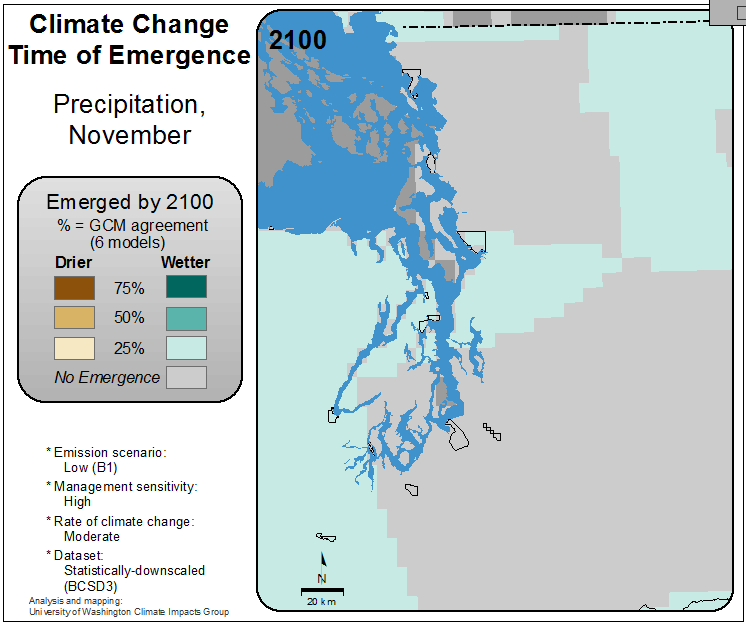 Climate Change
Time of Emergence
Precipitation,
November
Emerged by 2100
% = GCM agreement
(6 models)
Drier Wetter
75%
50%
25%
No Emergence
* Emission scenario:
Low (B1)
* Management sensitivity:
High
* Rate of climate change:
Moderate
* Dataset:
Statistically-downscaled
(BCSD3)
Analysis and mapping:
University of Washington Climate Impacts Group
2100
N
20 km